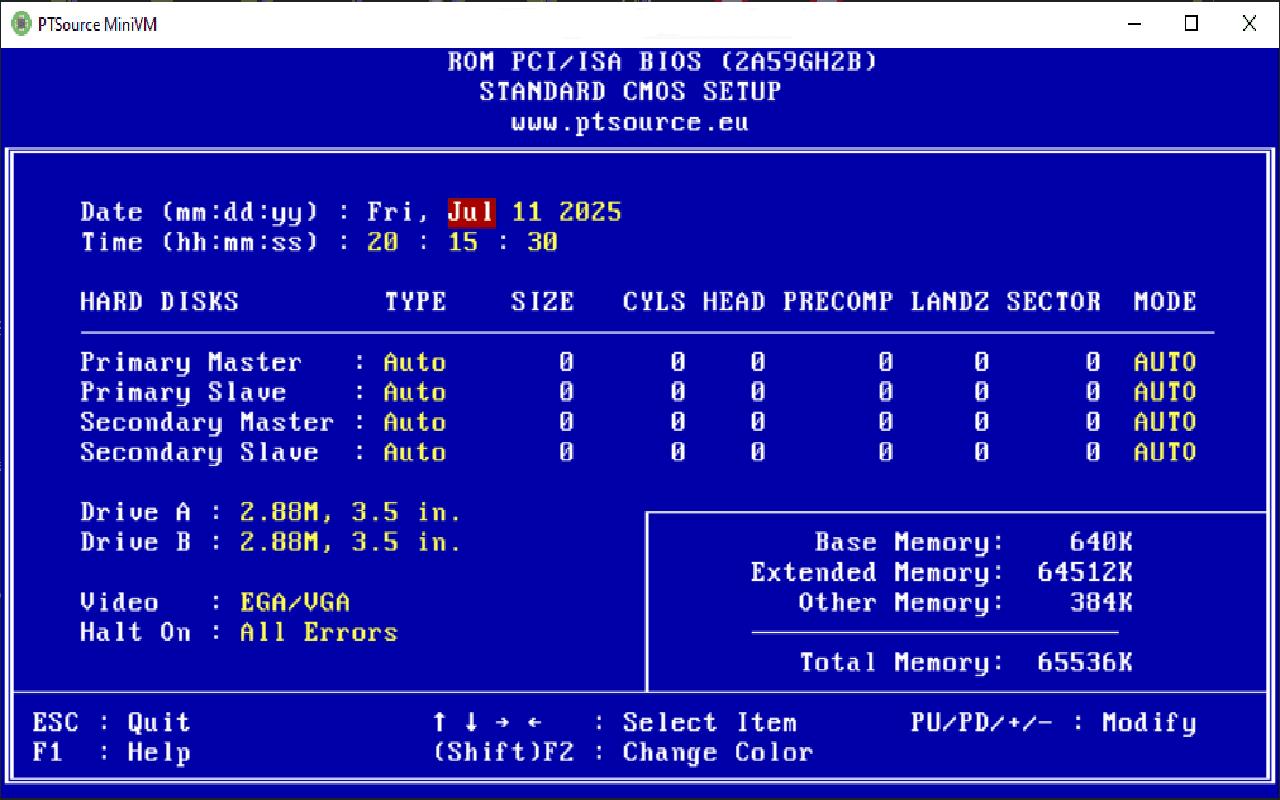 PTSource MiniVM
ROM PCI/ISA BIOS (2A59GH2B)
STANDARD CMOS SETUP
www.ptsource.eu
Date (mm:dd:yy) : Fri, Jul 11 2025
Time (hh:mm:ss) : 20 : 15 : 30
HARD DISKS TYPE SIZE CYLS HEAD PRECOMP LANDZ SECTOR MODE
Primary Master : Auto 0 0 0 0 0 0 AUTO
Primary Slave : Auto 0 0 0 0 0 0 AUTO
Secondary Master : Auto 0 0 0 0 0 0 AUTO
Secondary Slave : Auto 0 0 0 0 0 0 AUTO
Drive A : 2.88M, 3.5 in.
Drive B : 2.88M, 3.5 in.
Video : EGA/VGA
Halt On : All Errors
Base Memory: 640K
Extended Memory: 64512K
Other Memory: 384K
Total Memory: 65536K
ESC : Quit ↑ ↓ → ← : Select Item PU/PD/+/- : Modify
F1 : Help (Shift)F2 : Change Color